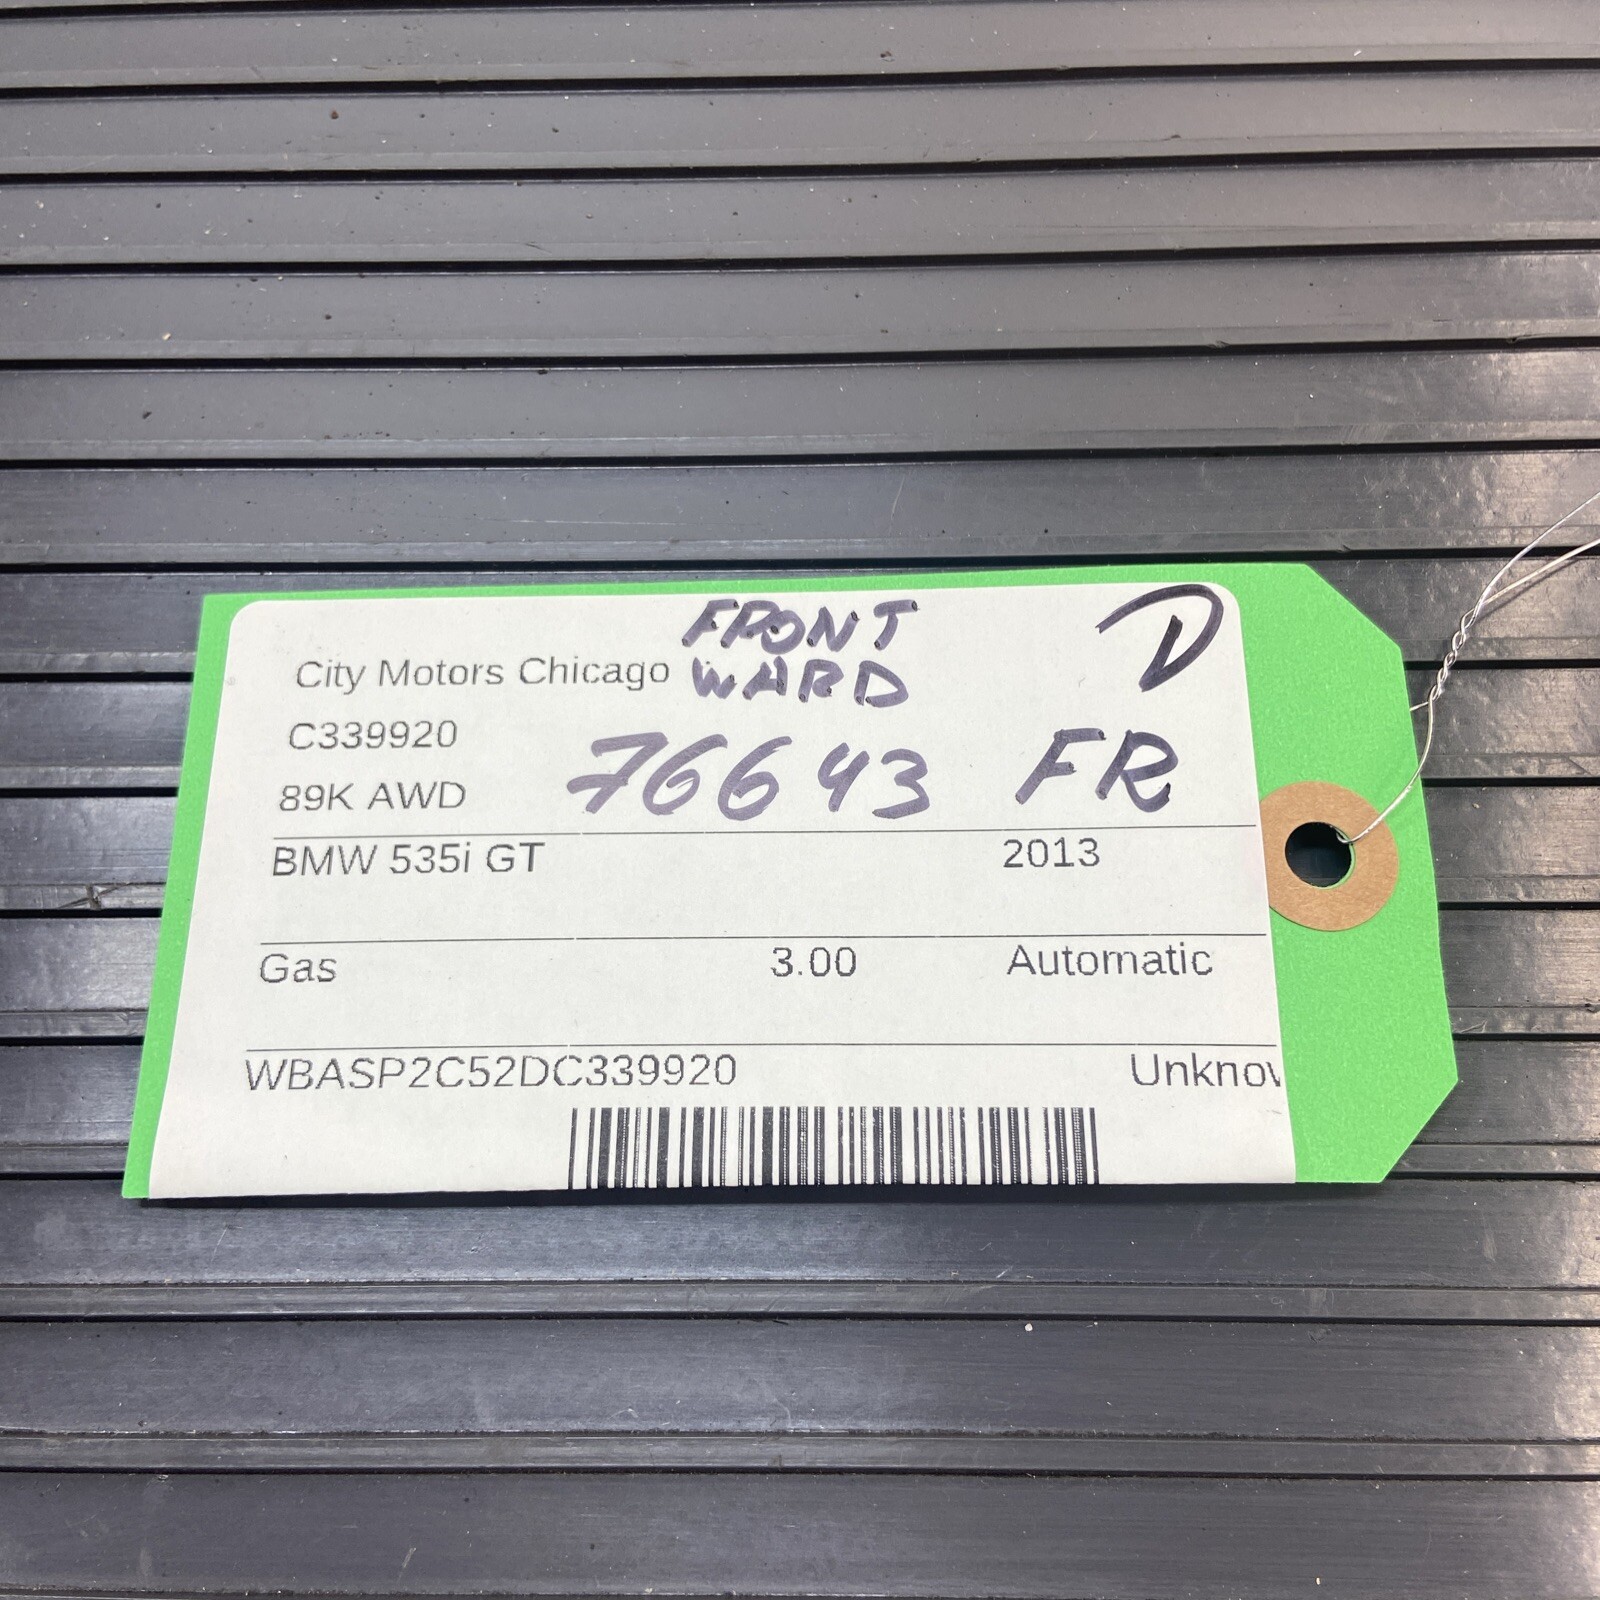 FRONT D
City Motors Chicago WARD
C339920
76643 FR
89K AWD
BMW 535i GT 2013
Gas 3.00 Automatic
WBASP2C52DC339920 Unknov